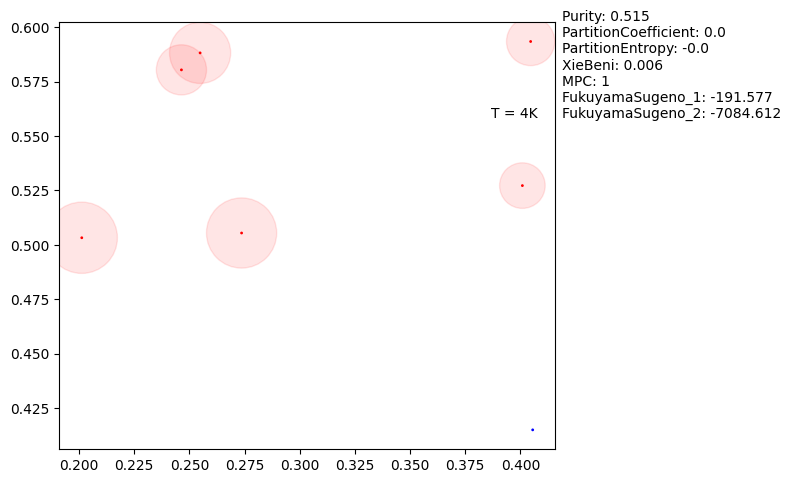 Purity: 0.515
PartitionCoefficient: 0.0
PartitionEntropy: -0.0
XieBeni: 0.006
MPC: 1
FukuyamaSugeno_1: -191.577
FukuyamaSugeno_2: -7084.612
T = 4K
0.600
0.575
0.550
0.525
0.500
0.475
0.450
0.425
0.200 0.225 0.250 0.275 0.300 0.325 0.350 0.375 0.400